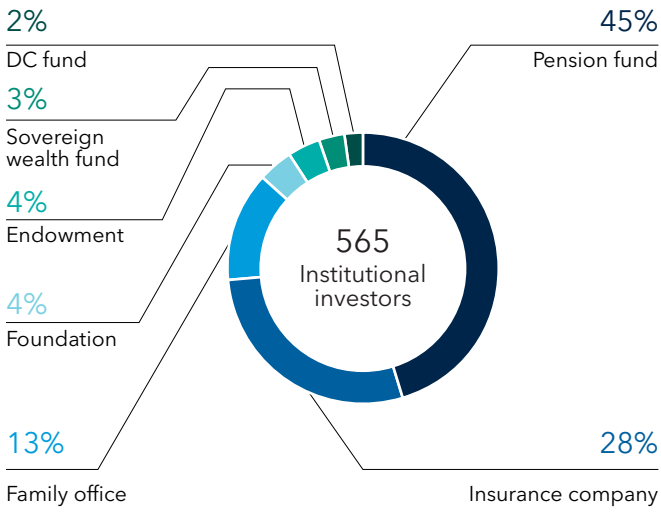 2%
DC fund
3%
Sovereign
wealth fund
4%
Endowment
4%
Foundation
13%
Family office
565
Institutional
investors
45%
Pension fund
28%
Insurance company